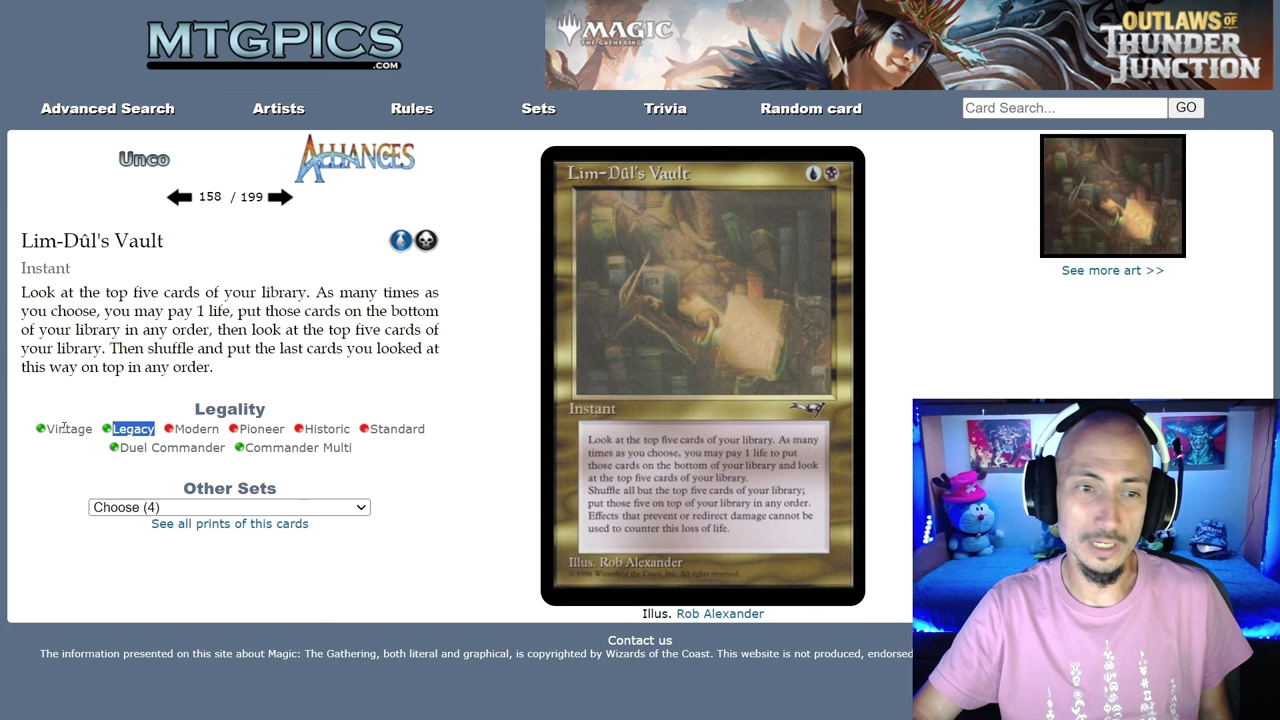 MTGPICS
.COM
MAGIC
THE GATHERING
OUTLAWS OF
THUNDER
JUNCTION
Advanced Search Artists Rules Sets Trivia Random card Card Search... GO
Unco ALLIANCES
158 / 199
Lim-Dûl's Vault
Instant
Look at the top five cards of your library. As many times as
you choose, you may pay 1 life, put those cards on the bottom
of your library in any order, then look at the top five cards of
your library. Then shuffle and put the last cards you looked at
this way on top in any order.
Legality
Vintage Legacy Modern Pioneer Historic Standard
Duel Commander Commander Multi
Other Sets
Choose (4)
See all prints of this cards
Lim-Dûl's Vault
Instant
Look at the top five cards of your library. As many
times as you choose, you may pay 1 life to put
those cards on the bottom of your library and look
at the top five cards of your library.
Shuffle all but the top five cards of your library;
put those five on top of your library in any order.
Effects that prevent or redirect damage cannot be
used to counter this loss of life.
Illus. Rob Alexander
© 1996 Wizards of the Coast, Inc. All rights reserved.
Illus. Rob Alexander
See more art >>
Contact us
The information presented on this site about Magic: The Gathering, both literal and graphical, is copyrighted by Wizards of the Coast. This website is not produced, endorsed